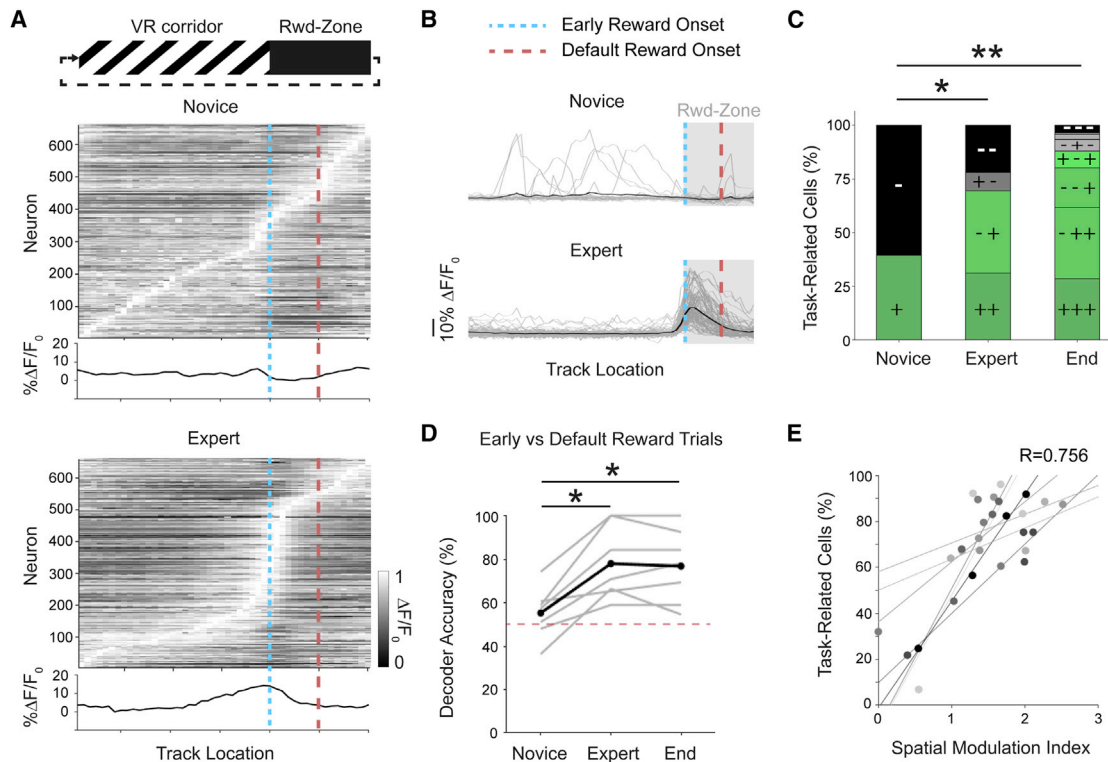 A
VR corridor
Rwd-Zone
Novice
600
500
400
300
200
100
Neuron
20
10
0
%ΔF/F0
Expert
600
500
400
300
200
100
Neuron
1
0
ΔF/F0
20
10
0
%ΔF/F0
Track Location
B
Early Reward Onset
Default Reward Onset
Novice
Rwd-Zone
Expert
10% ΔF/F0
Track Location
C
**
*
Task-Related Cells (%)
100
75
50
25
0
-
+
--
+-
-+
++
---
-+-
+-+
--+
-++
+++
Novice
Expert
End
D
Early vs Default Reward Trials
*
*
Decoder Accuracy (%)
100
80
60
40
20
0
Novice
Expert
End
E
R=0.756
Task-Related Cells (%)
100
80
60
40
20
0
0
1
2
3
Spatial Modulation Index